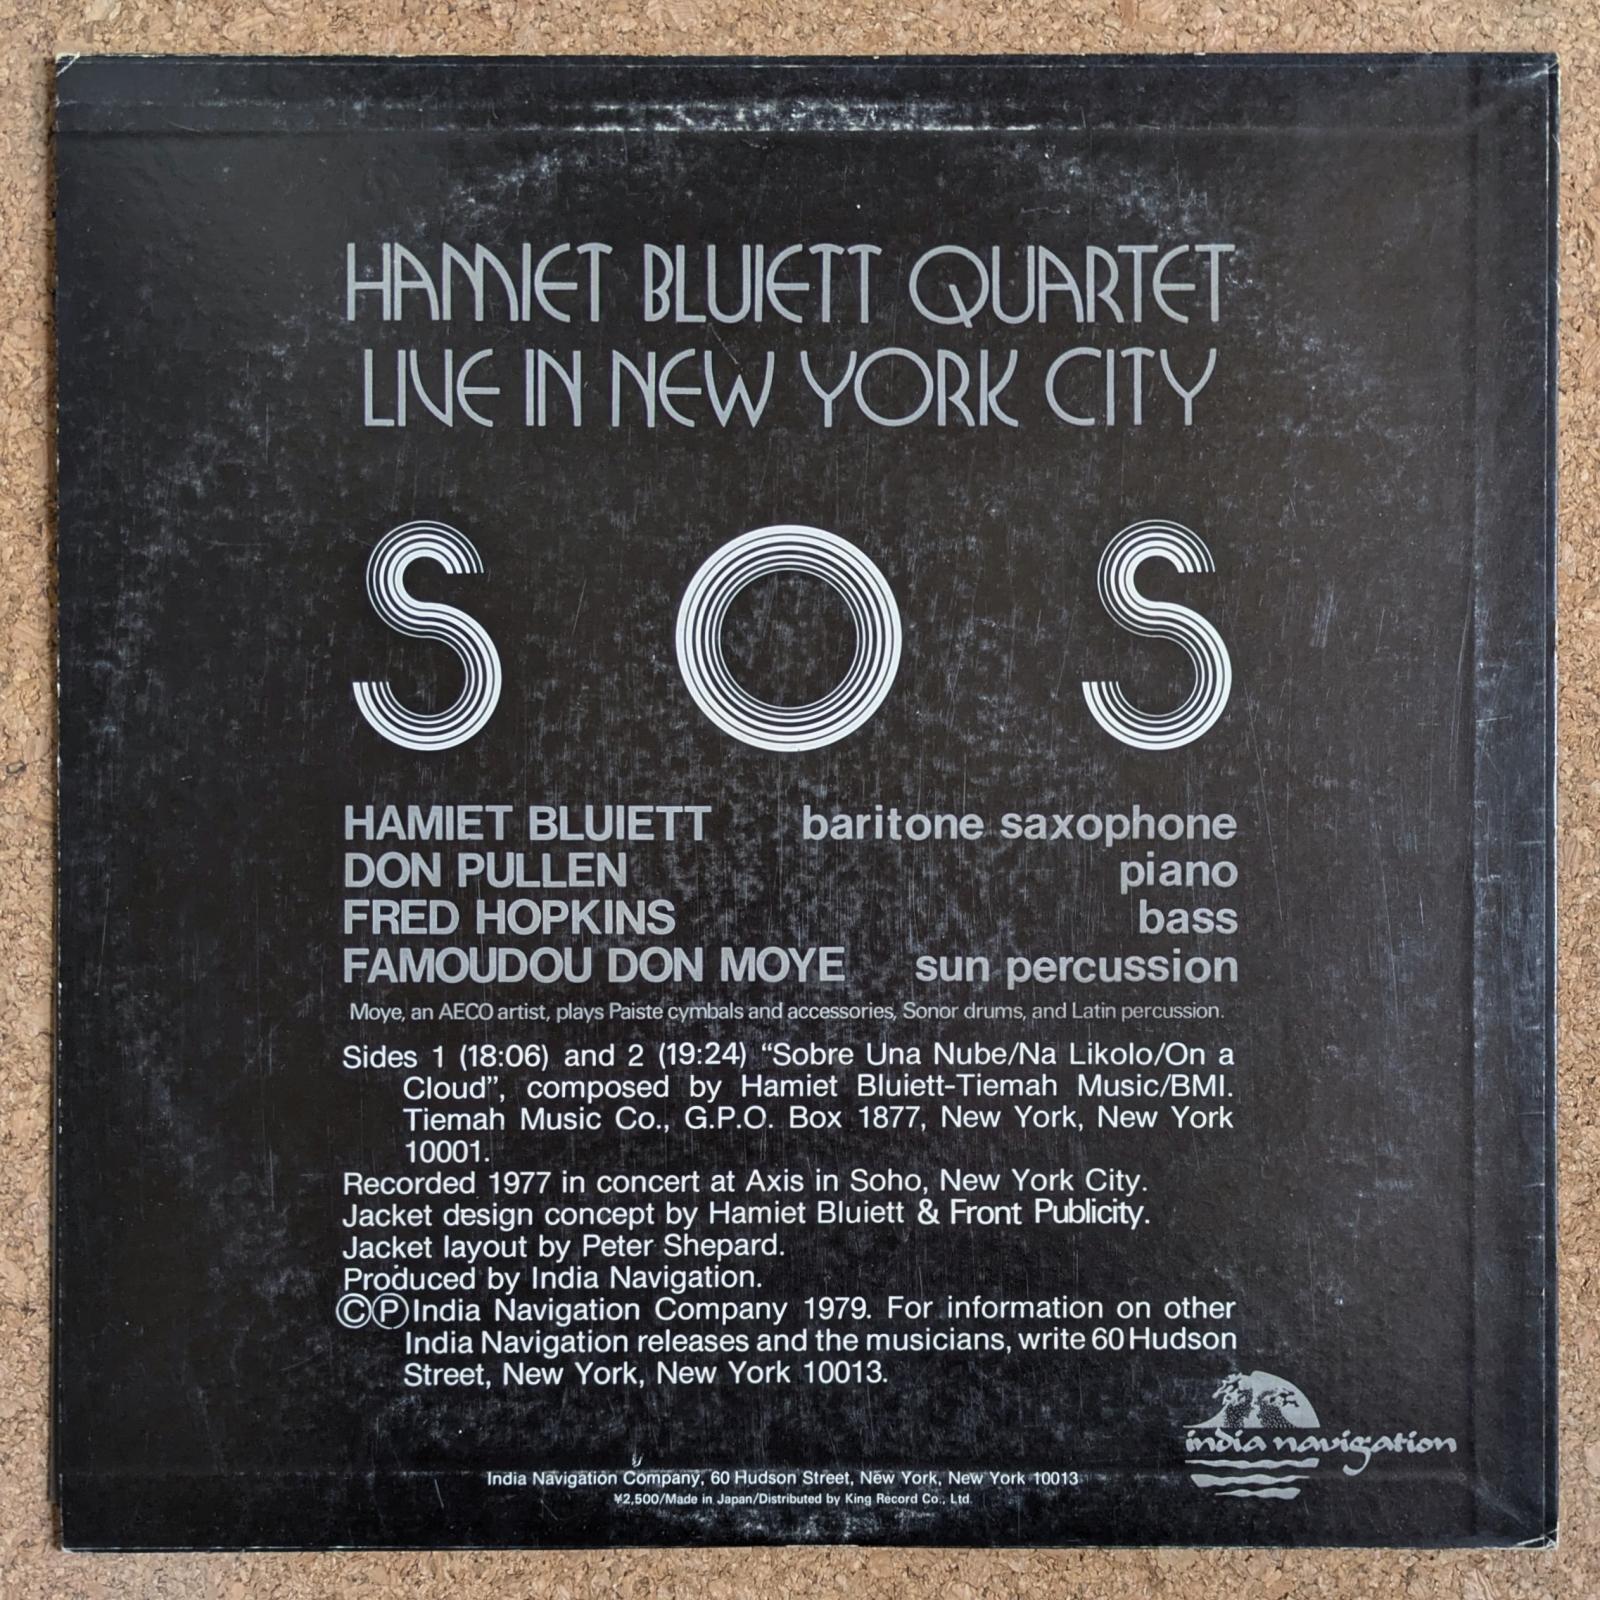 HAMIET BLUIETT QUARTET
LIVE IN NEW YORK CITY
S O S
HAMIET BLUIETT baritone saxophone
DON PULLEN piano
FRED HOPKINS bass
FAMOUDOU DON MOYE sun percussion
Moye, an AECO artist, plays Paiste cymbals and accessories, Sonor drums, and Latin percussion.
Sides 1 (18:06) and 2 (19:24) “Sobre Una Nube/Na Likolo/On a
Cloud”, composed by Hamiet Bluiett-Tiemah Music/BMI.
Tiemah Music Co., G.P.O. Box 1877, New York, New York
10001.
Recorded 1977 in concert at Axis in Soho, New York City.
Jacket design concept by Hamiet Bluiett & Front Publicity.
Jacket layout by Peter Shepard.
Produced by India Navigation.
ⒸⓅIndia Navigation Company 1979. For information on other
India Navigation releases and the musicians, write 60 Hudson
Street, New York, New York 10013.
india navigation
India Navigation Company, 60 Hudson Street, New York, New York 10013
¥2,500/Made in Japan/Distributed by King Record Co., Ltd.